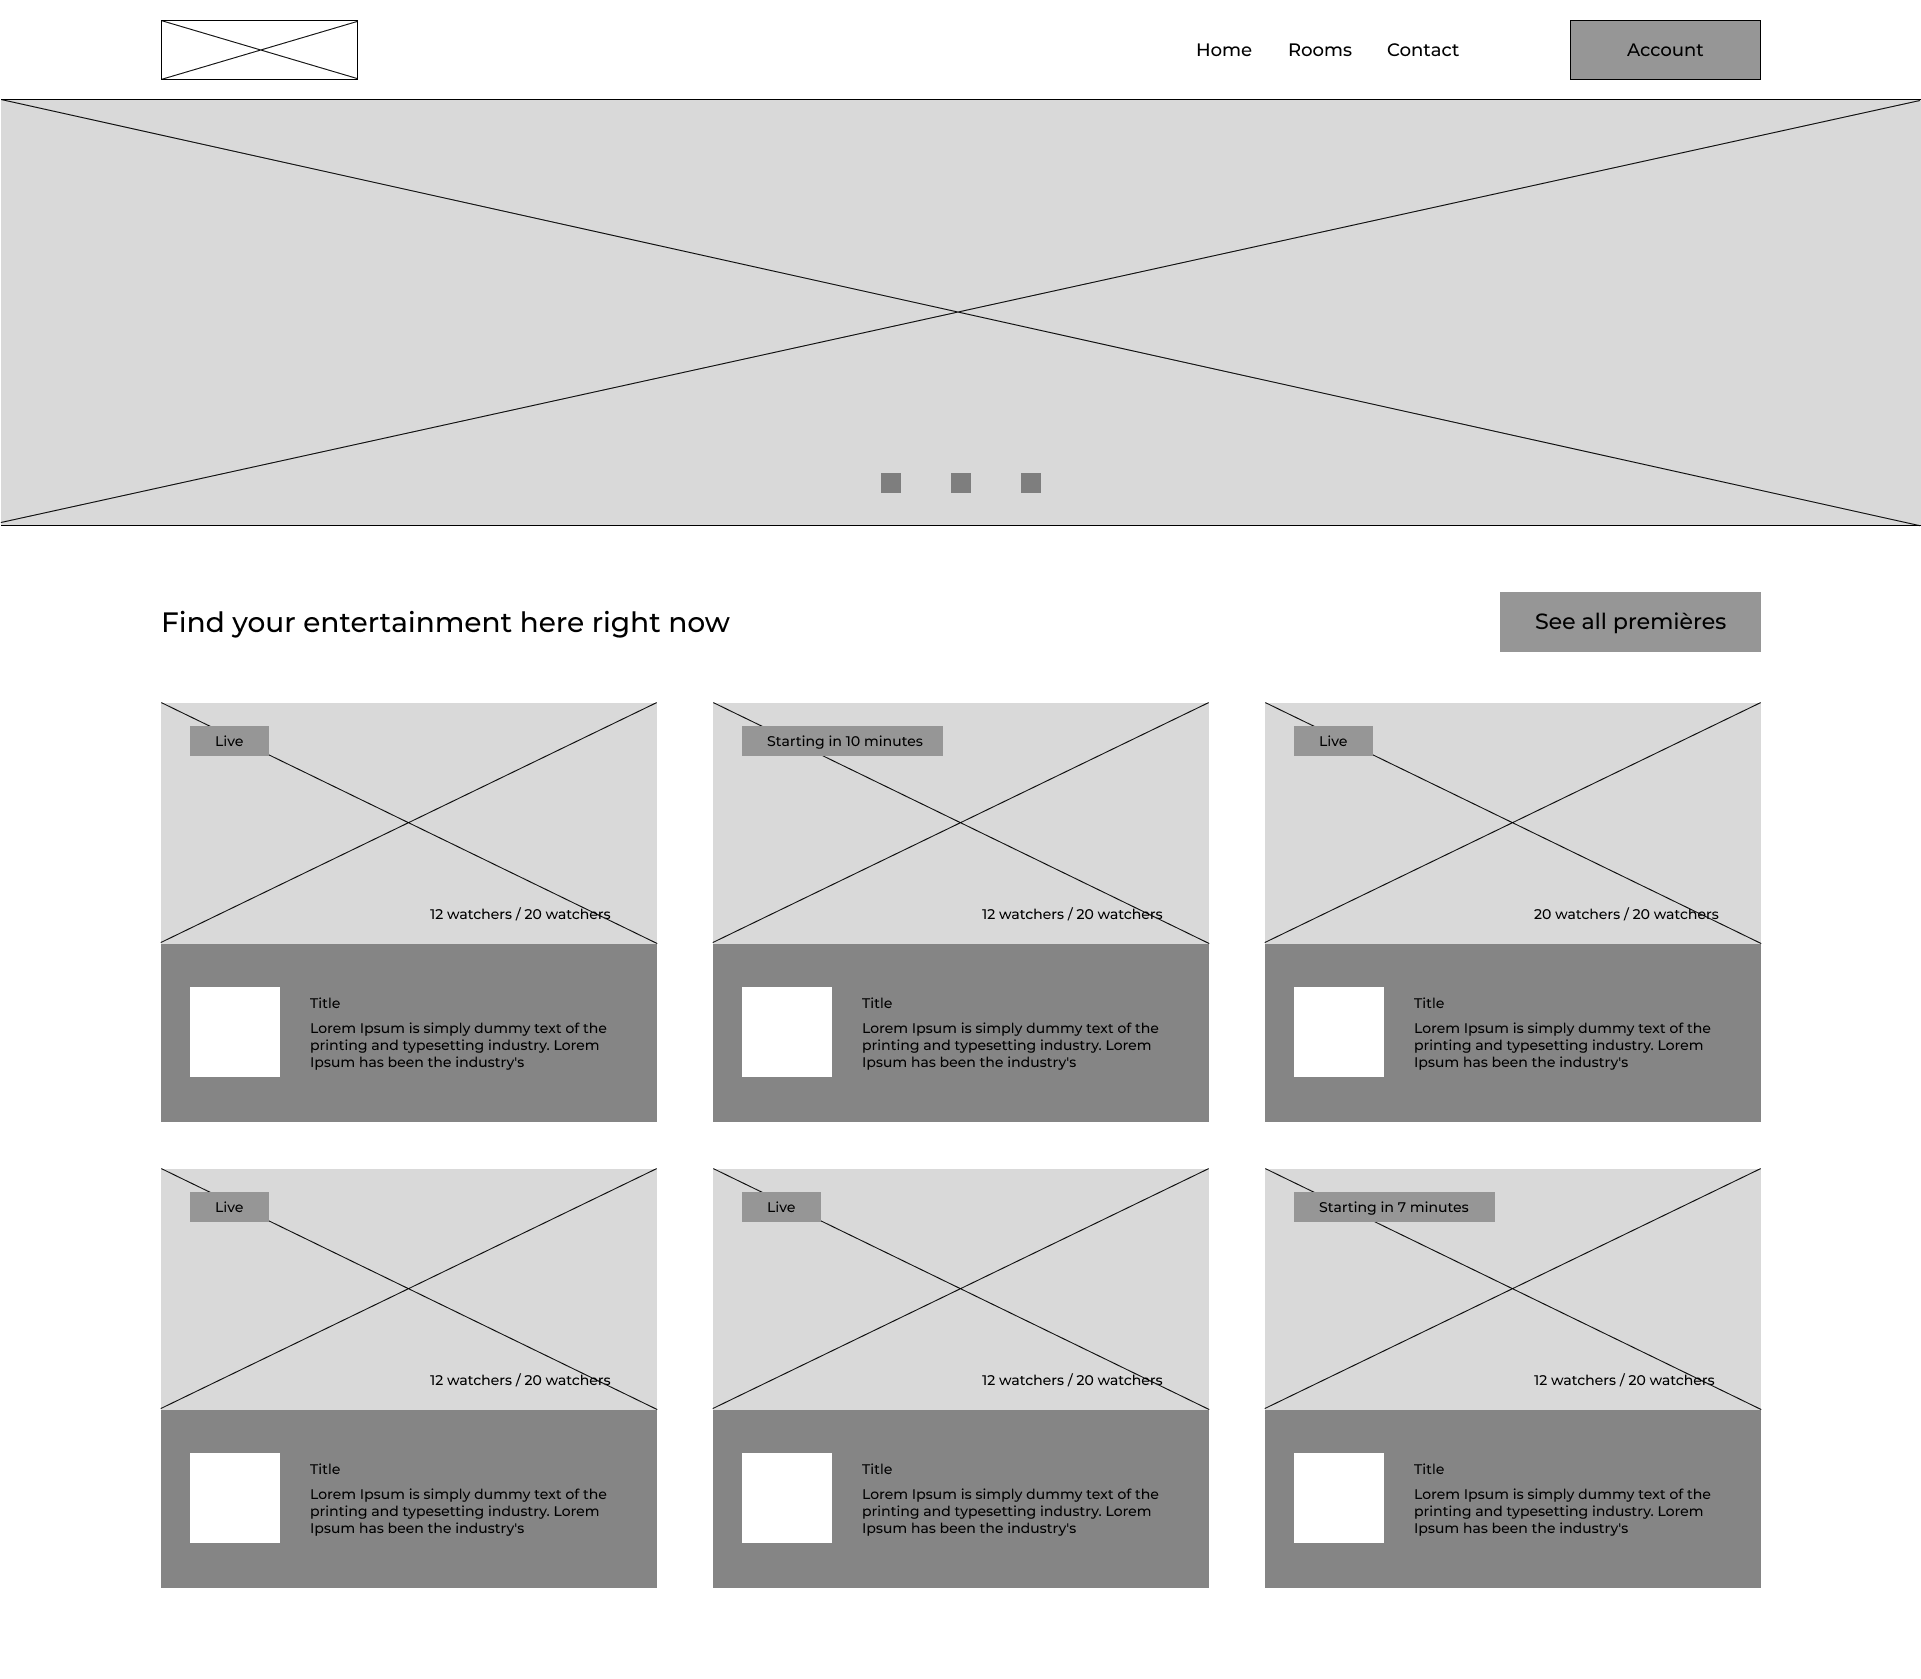 Home Rooms Contact Account
Find your entertainment here right now
See all premières
Live
12 watchers / 20 watchers
Title
Lorem Ipsum is simply dummy text of the
printing and typesetting industry. Lorem
Ipsum has been the industry's
Starting in 10 minutes
12 watchers / 20 watchers
Title
Lorem Ipsum is simply dummy text of the
printing and typesetting industry. Lorem
Ipsum has been the industry's
Live
20 watchers / 20 watchers
Title
Lorem Ipsum is simply dummy text of the
printing and typesetting industry. Lorem
Ipsum has been the industry's
Live
12 watchers / 20 watchers
Title
Lorem Ipsum is simply dummy text of the
printing and typesetting industry. Lorem
Ipsum has been the industry's
Live
12 watchers / 20 watchers
Title
Lorem Ipsum is simply dummy text of the
printing and typesetting industry. Lorem
Ipsum has been the industry's
Starting in 7 minutes
12 watchers / 20 watchers
Title
Lorem Ipsum is simply dummy text of the
printing and typesetting industry. Lorem
Ipsum has been the industry's